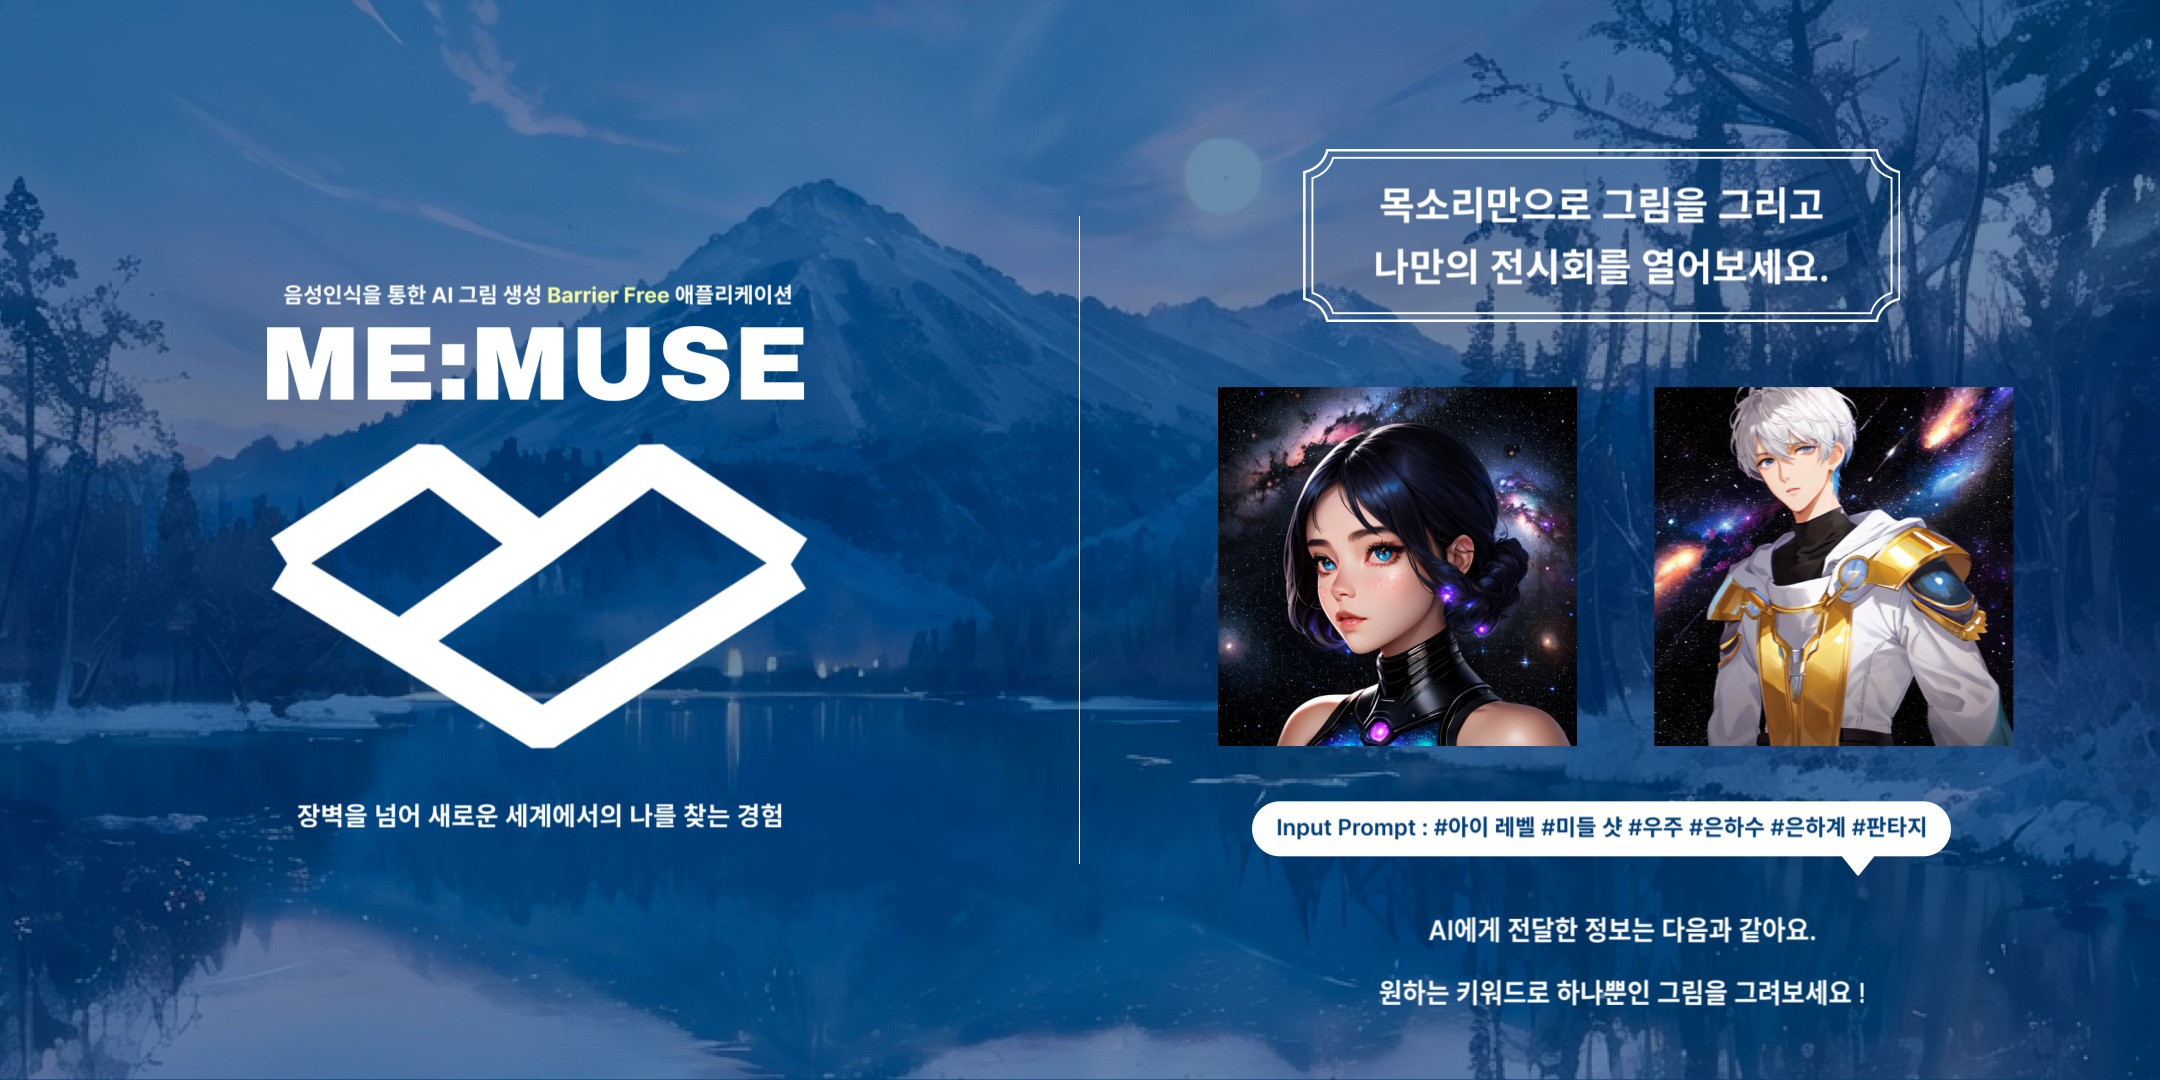 음성인식을 통한 AI 그림 생성 Barrier Free 애플리케이션
ME:MUSE
장벽을 넘어 새로운 세계에서의 나를 찾는 경험
목소리만으로 그림을 그리고
나만의 전시회를 열어보세요.
Input Prompt : #아이 레벨 #미들 샷 #우주 #은하수 #은하계 #판타지
AI에게 전달한 정보는 다음과 같아요.
원하는 키워드로 하나뿐인 그림을 그려보세요 !